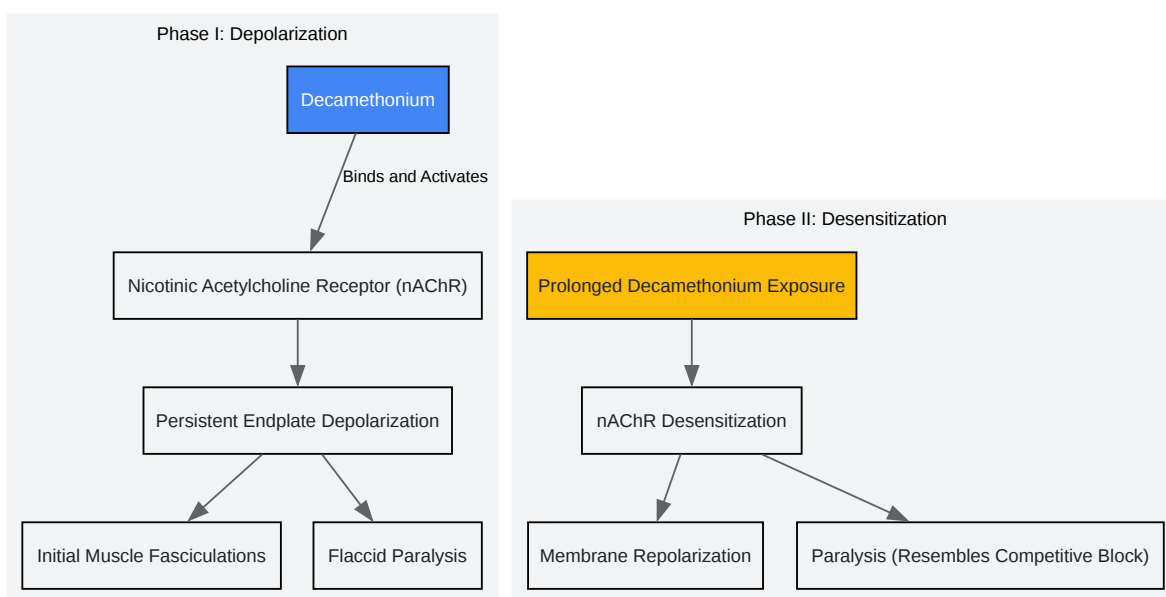 Phase I: Depolarization
Decamethonium
Binds and Activates
Nicotinic Acetylcholine Receptor (nAChR)
Persistent Endplate Depolarization
Initial Muscle Fasciculations
Flaccid Paralysis
Phase II: Desensitization
Prolonged Decamethonium Exposure
nAChR Desensitization
Membrane Repolarization
Paralysis (Resembles Competitive Block)